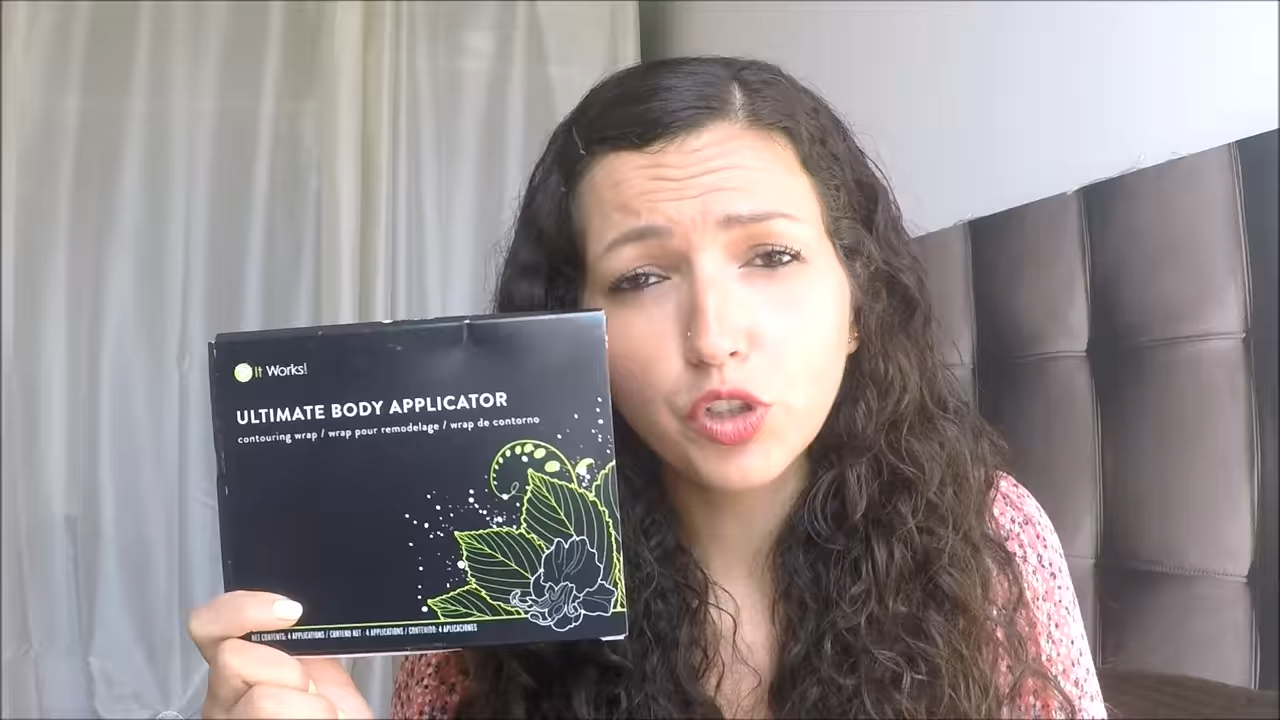 It Works!
ULTIMATE BODY APPLICATOR
contouring wrap / wrap pour remodelage / wrap de contorno
NET CONTENTS: 4 APPLICATIONS / CONTENU NET : 4 APPLICATIONS / CONTENIDO: 4 APLICACIONES